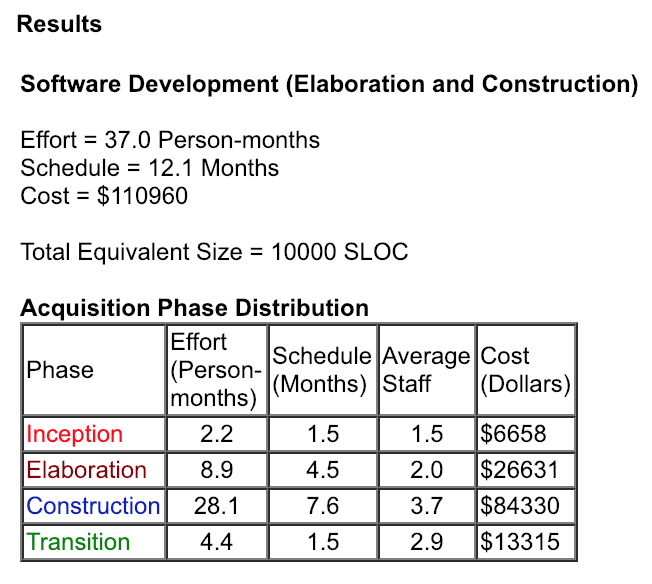 Results
Software Development (Elaboration and Construction)
Effort = 37.0 Person-months
Schedule = 12.1 Months
Cost = $110960
Total Equivalent Size = 10000 SLOC
Acquisition Phase Distribution
Phase Effort (Person-months) Schedule (Months) Average Staff Cost (Dollars)
Inception 2.2 1.5 1.5 $6658
Elaboration 8.9 4.5 2.0 $26631
Construction 28.1 7.6 3.7 $84330
Transition 4.4 1.5 2.9 $13315